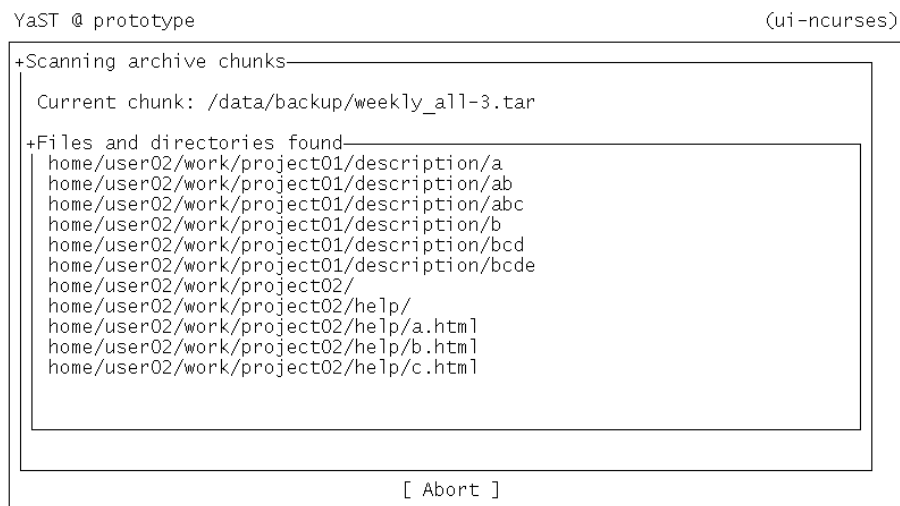 YaST @ prototype (ui-ncurses)
+Scanning archive chunks
Current chunk: /data/backup/weekly_all-3.tar
+Files and directories found
home/user02/work/project01/description/a
home/user02/work/project01/description/ab
home/user02/work/project01/description/abc
home/user02/work/project01/description/b
home/user02/work/project01/description/bcd
home/user02/work/project01/description/bcde
home/user02/work/project02/
home/user02/work/project02/help/
home/user02/work/project02/help/a.html
home/user02/work/project02/help/b.html
home/user02/work/project02/help/c.html
[ Abort ]